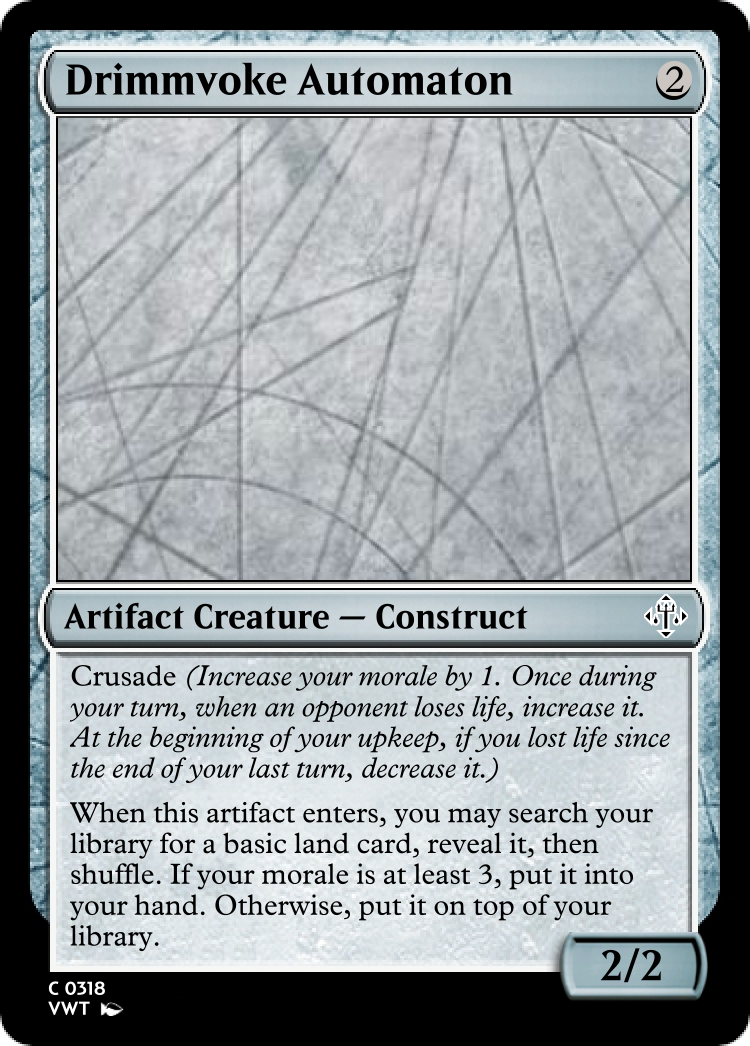 Drimmvoke Automaton 2
Artifact Creature — Construct
Crusade (Increase your morale by 1. Once during
your turn, when an opponent loses life, increase it.
At the beginning of your upkeep, if you lost life since
the end of your last turn, decrease it.)
When this artifact enters, you may search your
library for a basic land card, reveal it, then
shuffle. If your morale is at least 3, put it into
your hand. Otherwise, put it on top of your
library.
2/2
C 0318
VWT